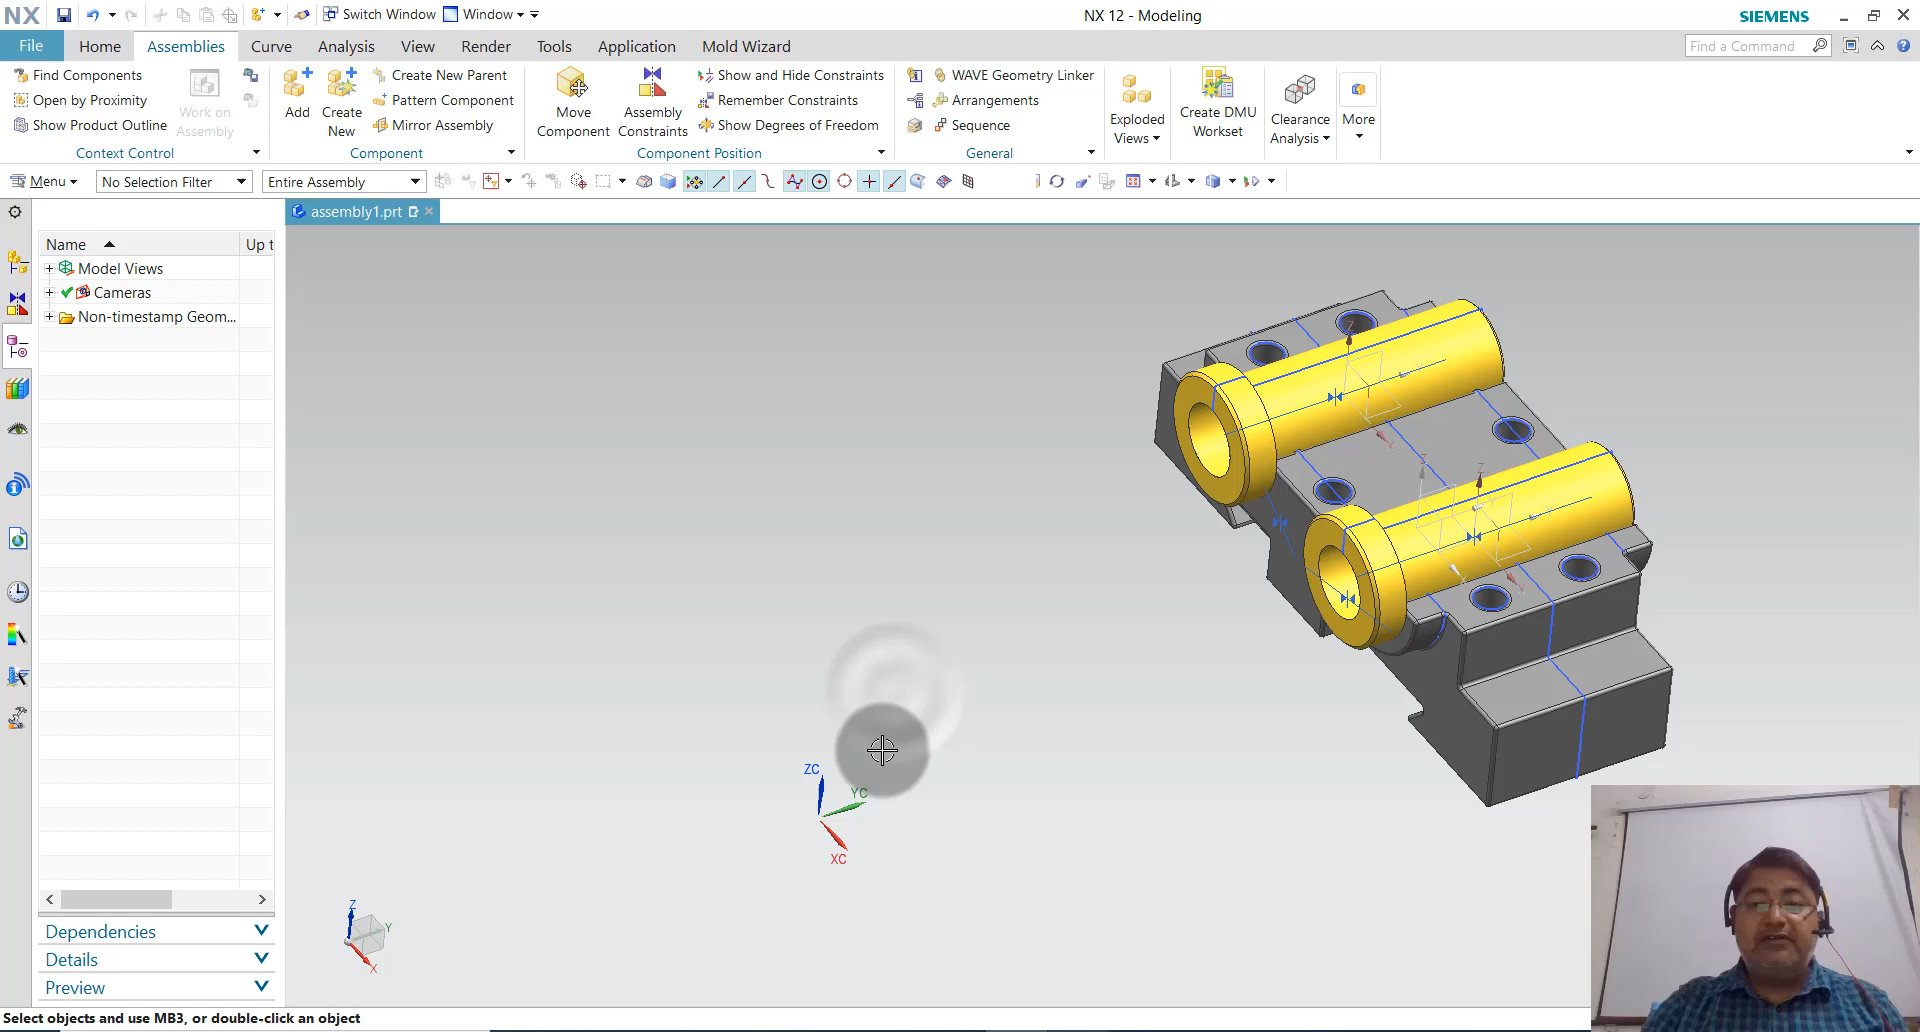 NX
Switch Window
Window
NX 12 - Modeling
SIEMENS
File
Home
Assemblies
Curve
Analysis
View
Render
Tools
Application
Mold Wizard
Find a Command
Find Components
Open by Proximity
Show Product Outline
Work on
Assembly
Context Control
Add
Create
New
Create New Parent
Pattern Component
Mirror Assembly
Component
Move
Component
Assembly
Constraints
Show and Hide Constraints
Remember Constraints
Show Degrees of Freedom
Component Position
WAVE Geometry Linker
Arrangements
Sequence
General
Exploded
Views
Create DMU
Workset
Clearance
Analysis
More
Menu
No Selection Filter
Entire Assembly
assembly1.prt
Name
Up t
Model Views
Cameras
Non-timestamp Geom...
Dependencies
Details
Preview
Z
Z
Z
ZC
YC
XC
Z
Y
X
Select objects and use MB3, or double-click an object